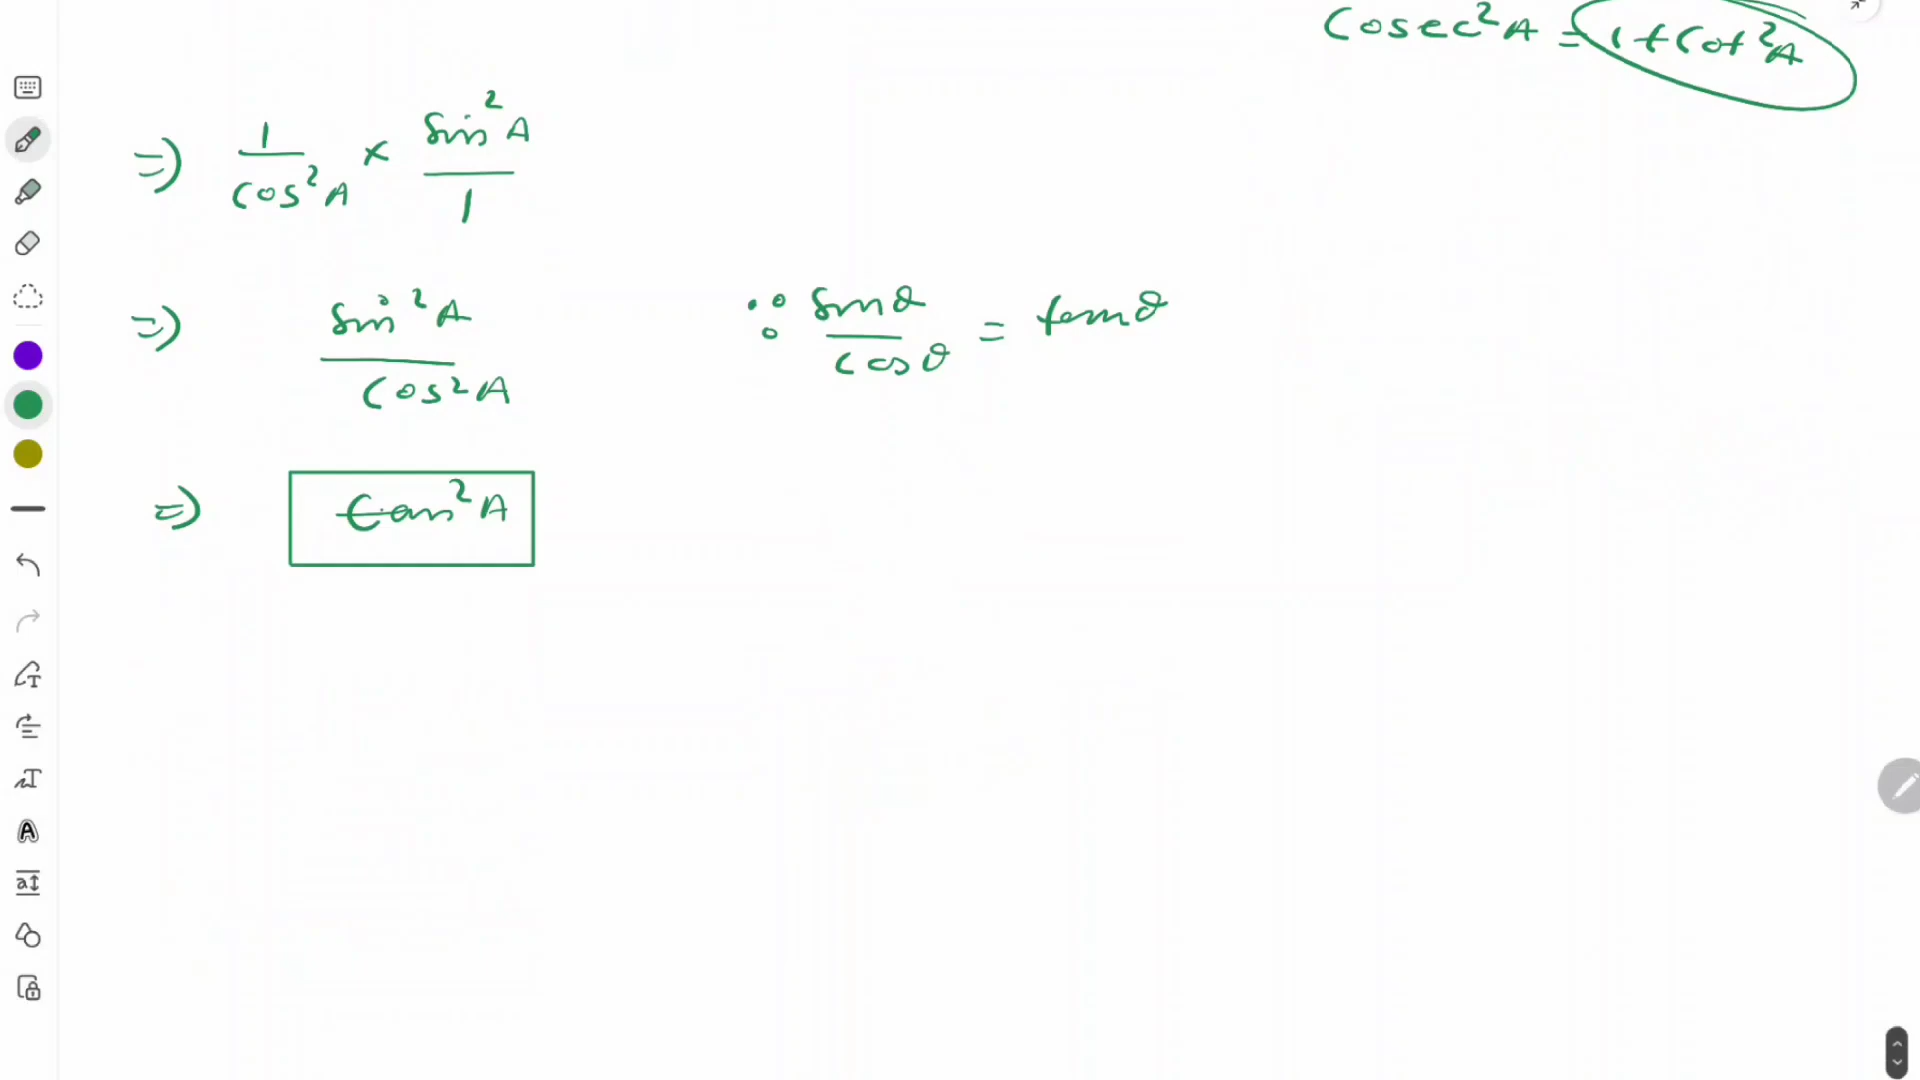 Cosec²A = 1+Cot²A
⇒ 1/Cos²A × Sin²A/1
⇒ Sin²A/Cos²A ∵ Sinθ/Cosθ = tanθ
⇒ tan²A